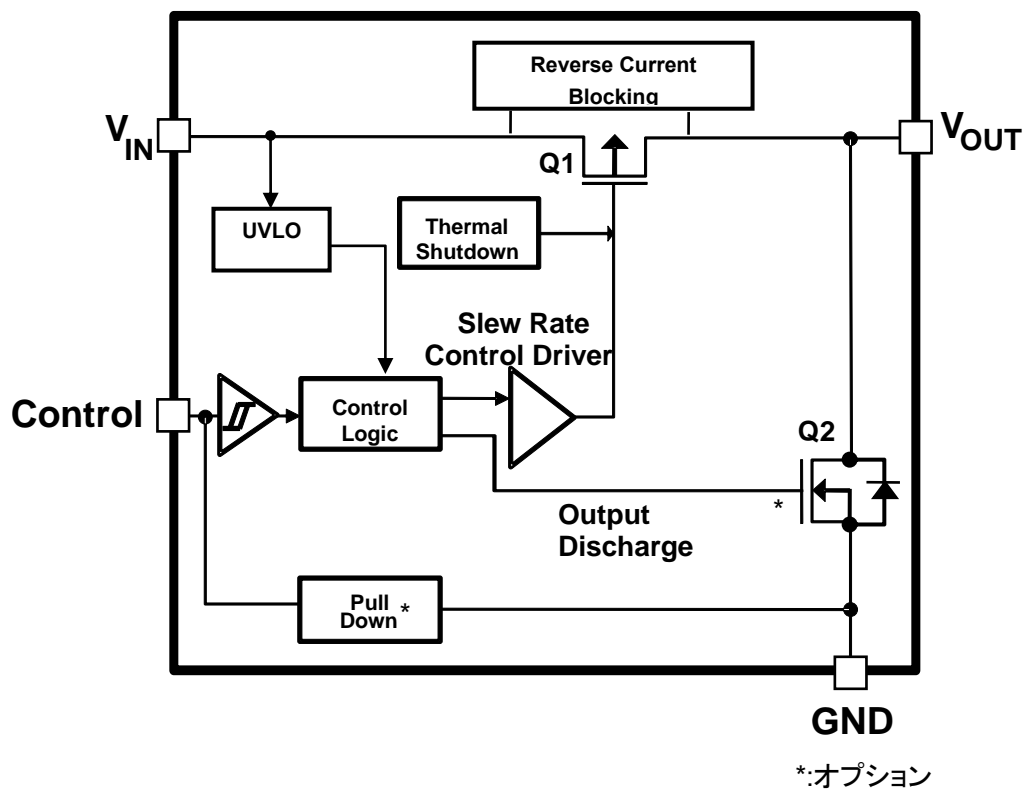 Reverse Current
Blocking
VIN
VOUT
Q1
UVLO
Thermal
Shutdown
Slew Rate
Control Driver
Control
Control
Logic
Q2
*
Output
Discharge
Pull
Down *
GND
*:オプション